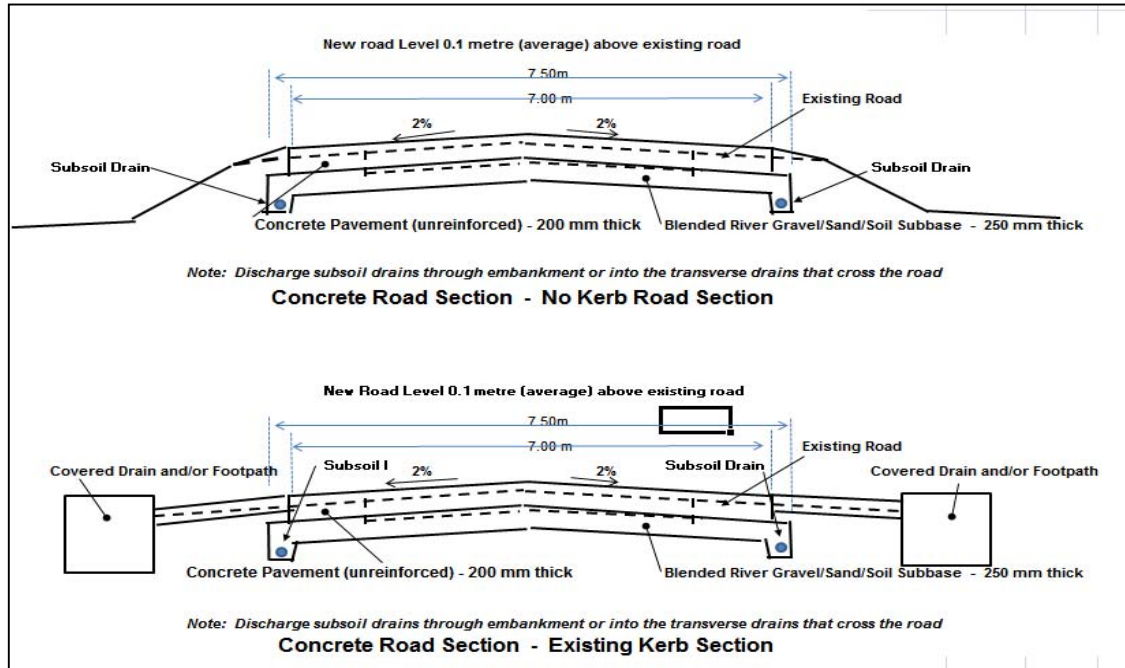 New road Level 0.1 metre (average) above existing road
7.50m
7.00 m
Existing Road
2%
2%
Subsoil Drain
Subsoil Drain
Concrete Pavement (unreinforced) - 200 mm thick
Blended River Gravel/Sand/Soil Subbase - 250 mm thick
Note: Discharge subsoil drains through embankment or into the transverse drains that cross the road
Concrete Road Section - No Kerb Road Section
New Road Level 0.1 metre (average) above existing road
7.50m
7.00 m
Existing Road
Covered Drain and/or Footpath
Subsoil I
2%
2%
Subsoil Drain
Covered Drain and/or Footpath
Concrete Pavement (unreinforced) - 200 mm thick
Blended River Gravel/Sand/Soil Subbase - 250 mm thick
Note: Discharge subsoil drains through embankment or into the transverse drains that cross the road
Concrete Road Section - Existing Kerb Section